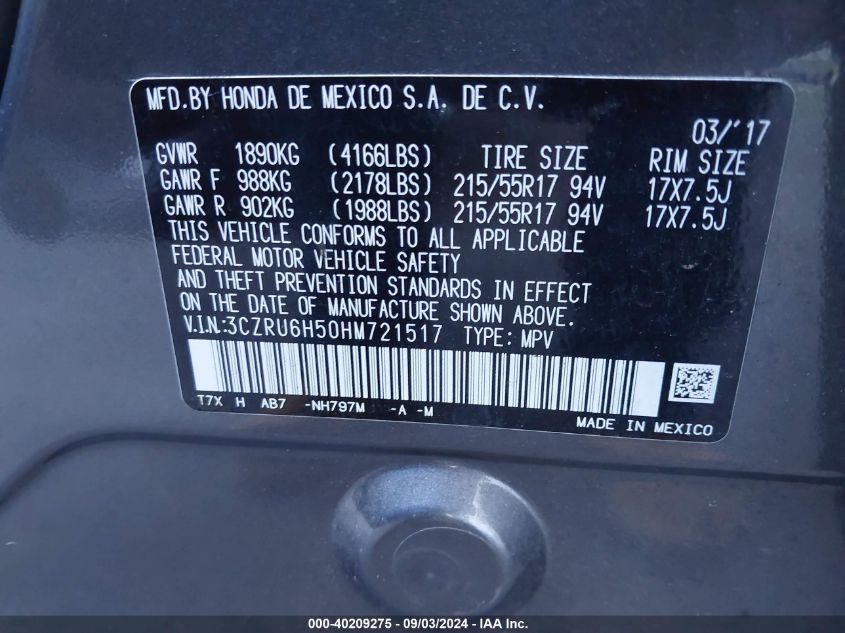 MFD.BY HONDA DE MEXICO S.A. DE C.V.
03/'17
GVWR 1890KG (4166LBS) TIRE SIZE RIM SIZE
GAWR F 988KG (2178LBS) 215/55R17 94V 17X7.5J
GAWR R 902KG (1988LBS) 215/55R17 94V 17X7.5J
THIS VEHICLE CONFORMS TO ALL APPLICABLE
FEDERAL MOTOR VEHICLE SAFETY
AND THEFT PREVENTION STANDARDS IN EFFECT
ON THE DATE OF MANUFACTURE SHOWN ABOVE.
V.I.N.:3CZRU6H50HM721517 TYPE: MPV
T7X H AB7 -NH797M -A -M
MADE IN MEXICO
000-40209275 - 09/03/2024 - IAA Inc.